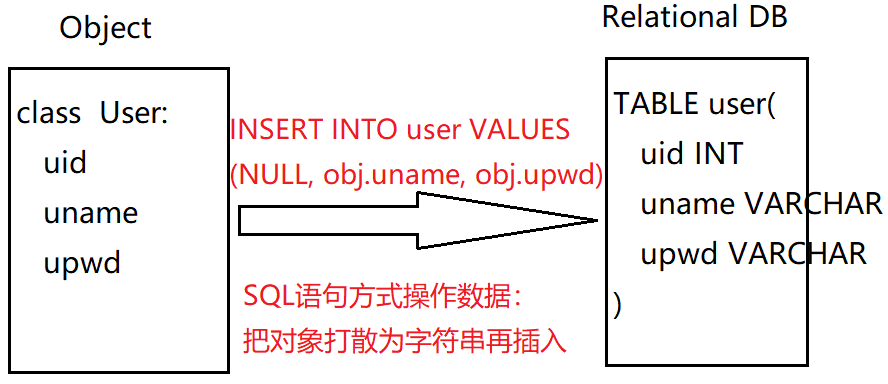 Object
class User:
uid
uname
upwd
INSERT INTO user VALUES
(NULL, obj.uname, obj.upwd)
SQL语句方式操作数据：
把对象打散为字符串再插入
Relational DB
TABLE user(
uid INT
uname VARCHAR
upwd VARCHAR
)